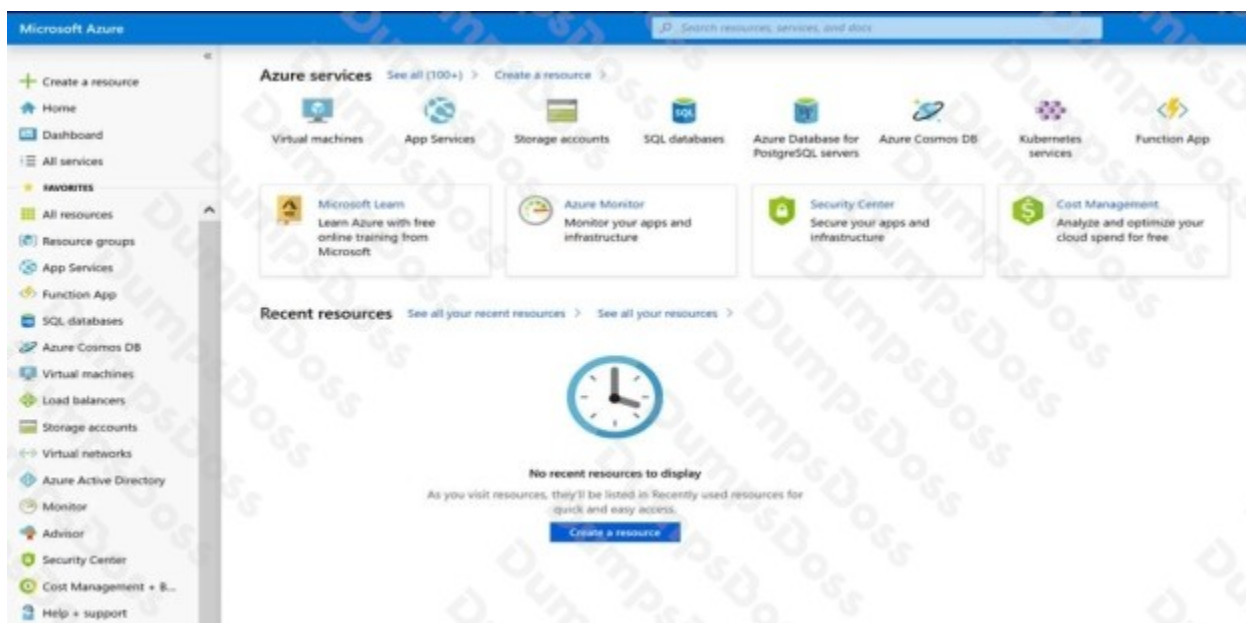 Microsoft Azure
Search resources, services, and docs
«
Create a resource
Home
Dashboard
All services
FAVORITES
All resources
Resource groups
App Services
Function App
SQL databases
Azure Cosmos DB
Virtual machines
Load balancers
Storage accounts
Virtual networks
Azure Active Directory
Monitor
Advisor
Security Center
Cost Management + B...
Help + support
Azure services See all (100+) > Create a resource >
Virtual machines
App Services
Storage accounts
SQL
SQL databases
Azure Database for
PostgreSQL servers
Azure Cosmos DB
Kubernetes
services
Function App
Microsoft Learn
Learn Azure with free
online training from
Microsoft
Azure Monitor
Monitor your apps and
infrastructure
Security Center
Secure your apps and
infrastructure
Cost Management
Analyze and optimize your
cloud spend for free
Recent resources See all your recent resources > See all your resources >
No recent resources to display
As you visit resources, they'll be listed in Recently used resources for
quick and easy access.
Create a resource
DumpsDoss